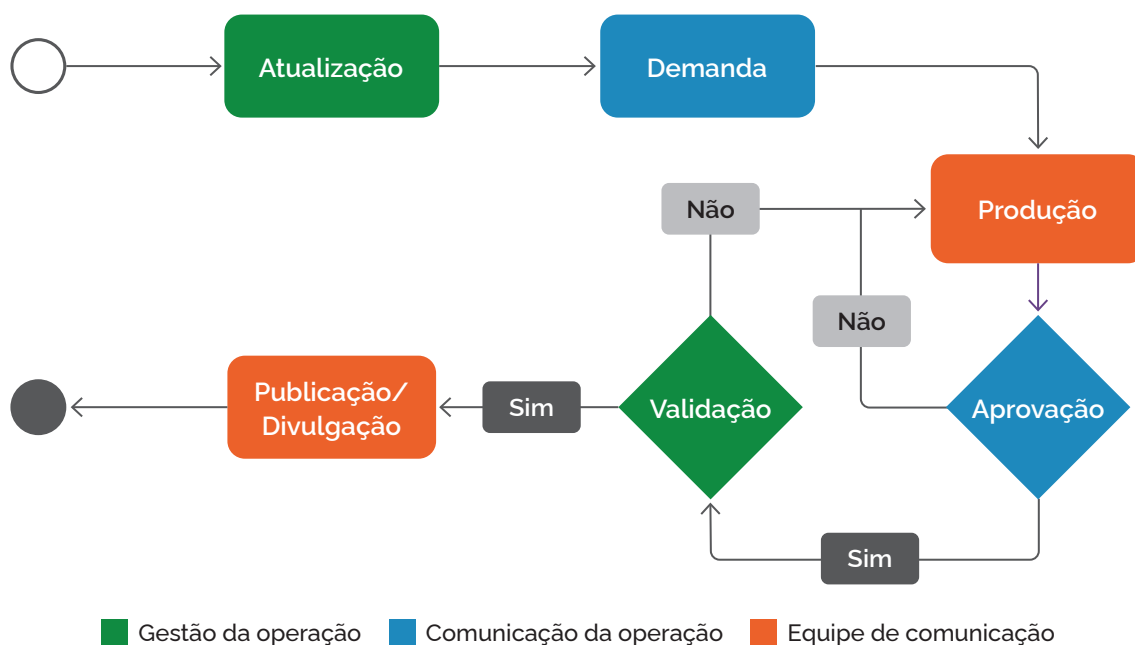 Atualização
Demanda
Não
Produção
Não
Publicação/
Divulgação
Sim
Validação
Aprovação
Sim
Gestão da operação
Comunicação da operação
Equipe de comunicação